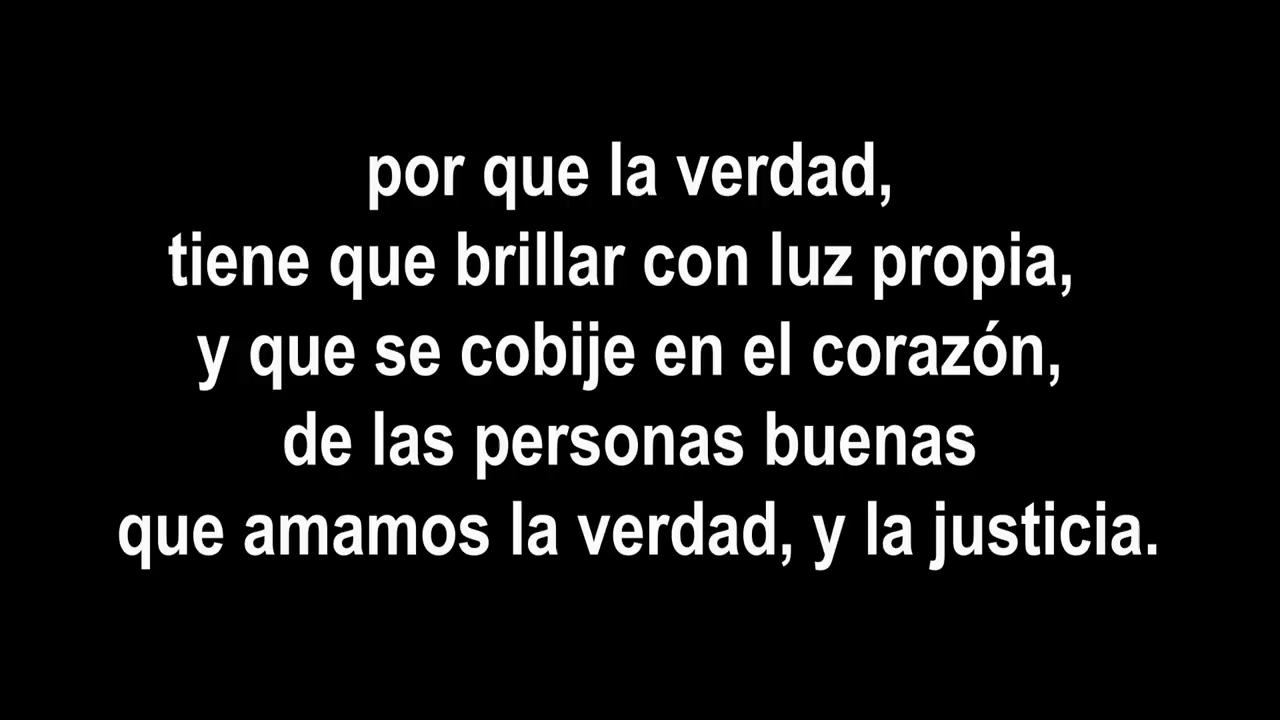 por que la verdad,
tiene que brillar con luz propia,
y que se cobije en el corazón,
de las personas buenas
que amamos la verdad, y la justicia.